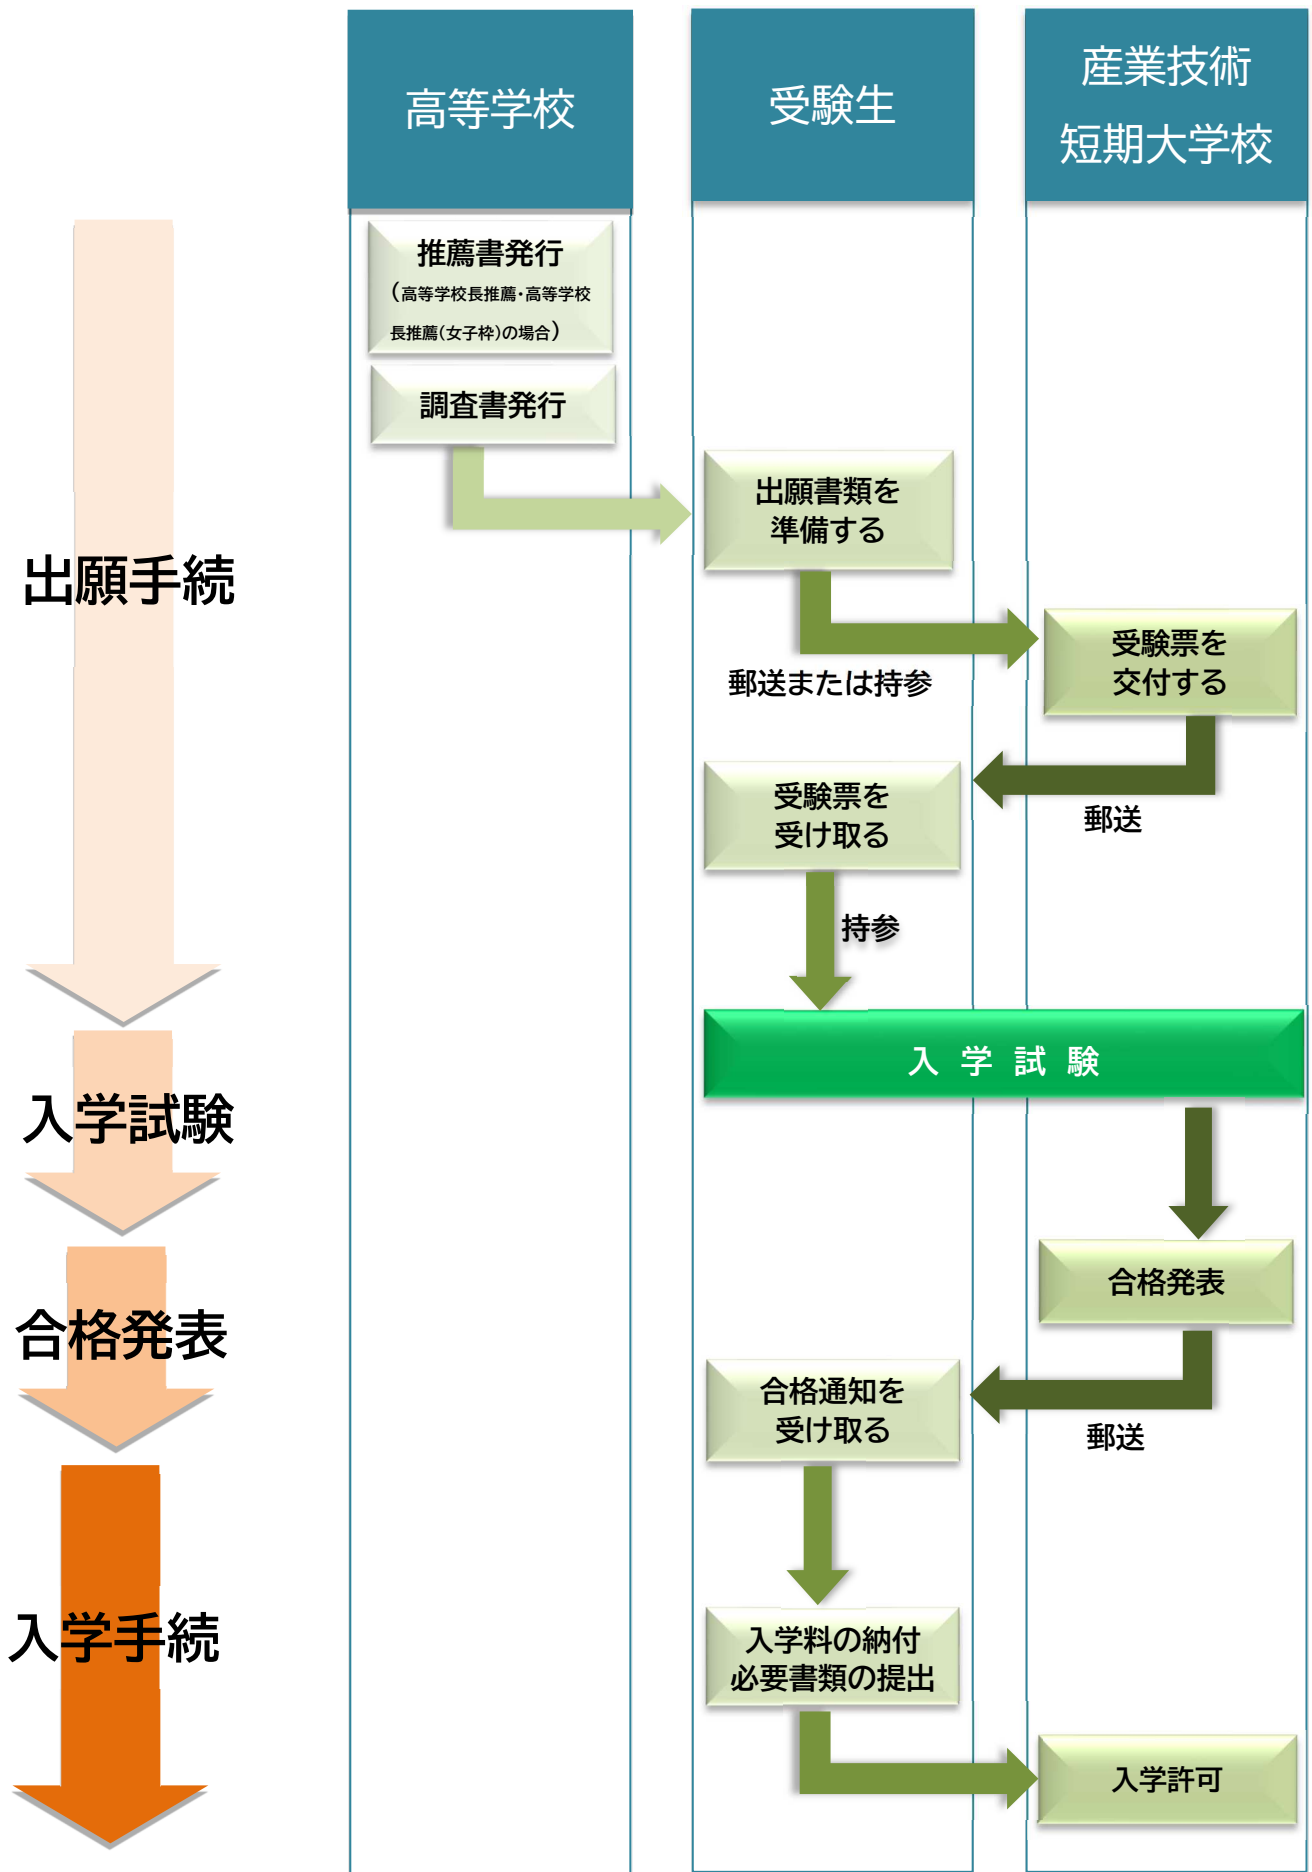 高等学校
受験生
産業技術
短期大学校
推薦書発行
（高等学校長推薦・高等学校
長推薦（女子枠）の場合）
調査書発行
出願書類を
準備する
出願手続
郵送または持参
受験票を
交付する
郵送
受験票を
受け取る
持参
入学試験
入学試験
合格発表
合格発表
郵送
合格通知を
受け取る
入学手続
入学料の納付
必要書類の提出
入学許可